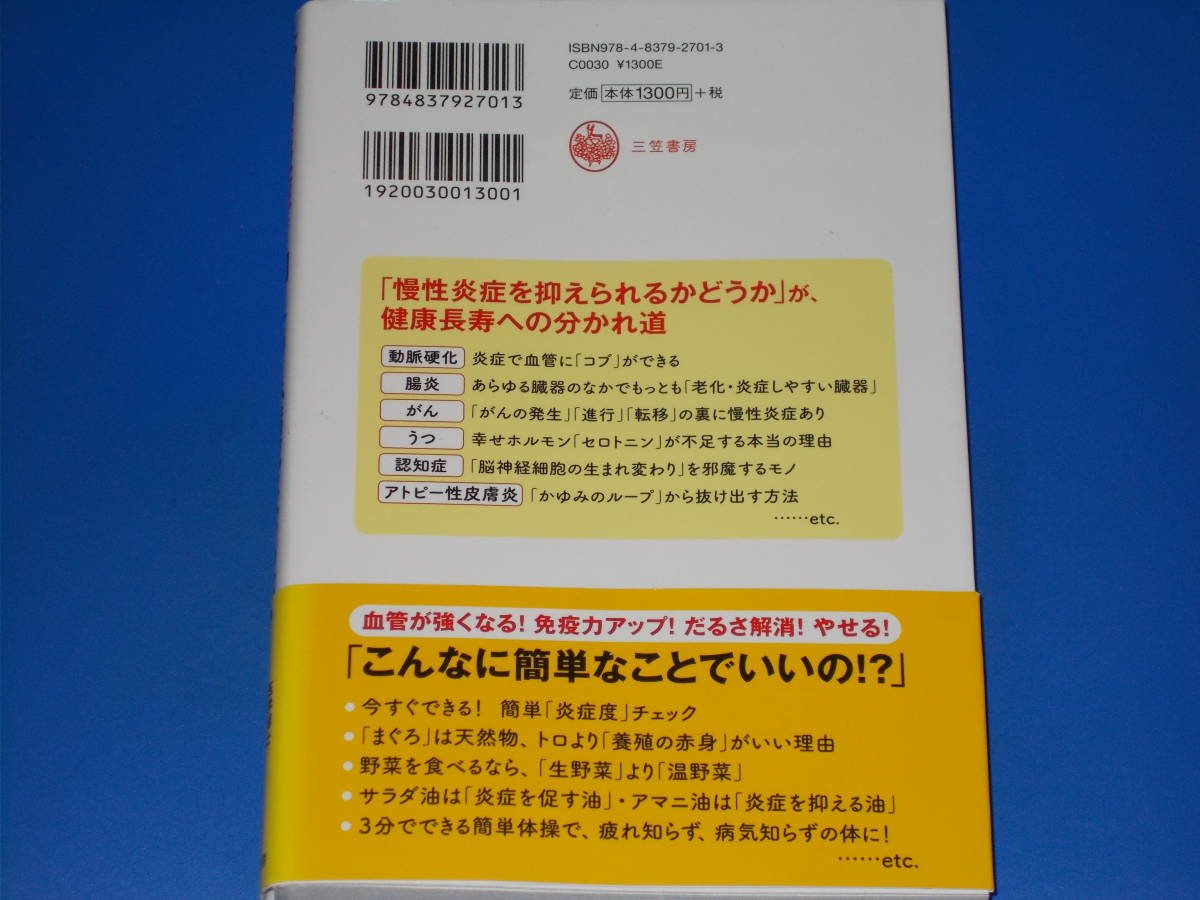 ISBN978-4-8379-2701-3
C0030 ¥1300E
定価 本体1300円+税
9784837927013
三笠書房
1920030013001
「慢性炎症を抑えられるかどうか」が、
健康長寿への分かれ道
動脈硬化 炎症で血管に「コブ」ができる
腸炎 あらゆる臓器のなかでもっとも「老化・炎症しやすい臓器」
がん 「がんの発生」「進行」「転移」の裏に慢性炎症あり
うつ 幸せホルモン「セロトニン」が不足する本当の理由
認知症 「脳神経細胞の生まれ変わり」を邪魔するモノ
アトピー性皮膚炎 「かゆみのループ」から抜け出す方法
……etc.
血管が強くなる! 免疫力アップ! だるさ解消! やせる!
「こんなに簡単なことでいいの!?」
• 今すぐできる! 簡単「炎症度」チェック
• 「まぐろ」は天然物、トロより「養殖の赤身」がいい理由
• 野菜を食べるなら、「生野菜」より「温野菜」
• サラダ油は「炎症を促す油」・アマニ油は「炎症を抑える油」
• 3分でできる簡単体操で、疲れ知らず、病気知らずの体に!
……etc.